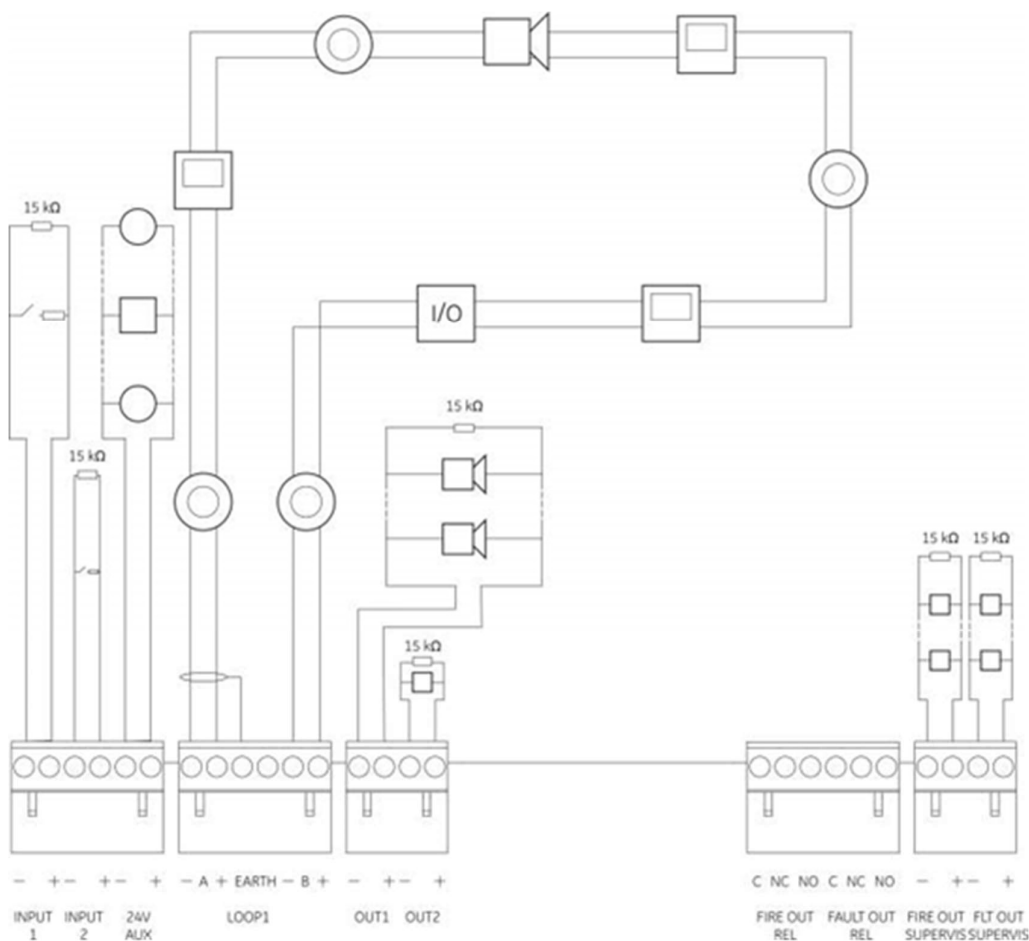 15 kΩ
I/O
15 kΩ
15 kΩ
15 kΩ 15 kΩ
15 kΩ
− + − + − + − A + EARTH − B + − + − + C NC NO C NC NO − + − +
INPUT INPUT 24V LOOP1 OUT1 OUT2 FIRE OUT FAULT OUT FIRE OUT FLT OUT
1 2 AUX REL REL SUPERVIS SUPERVIS